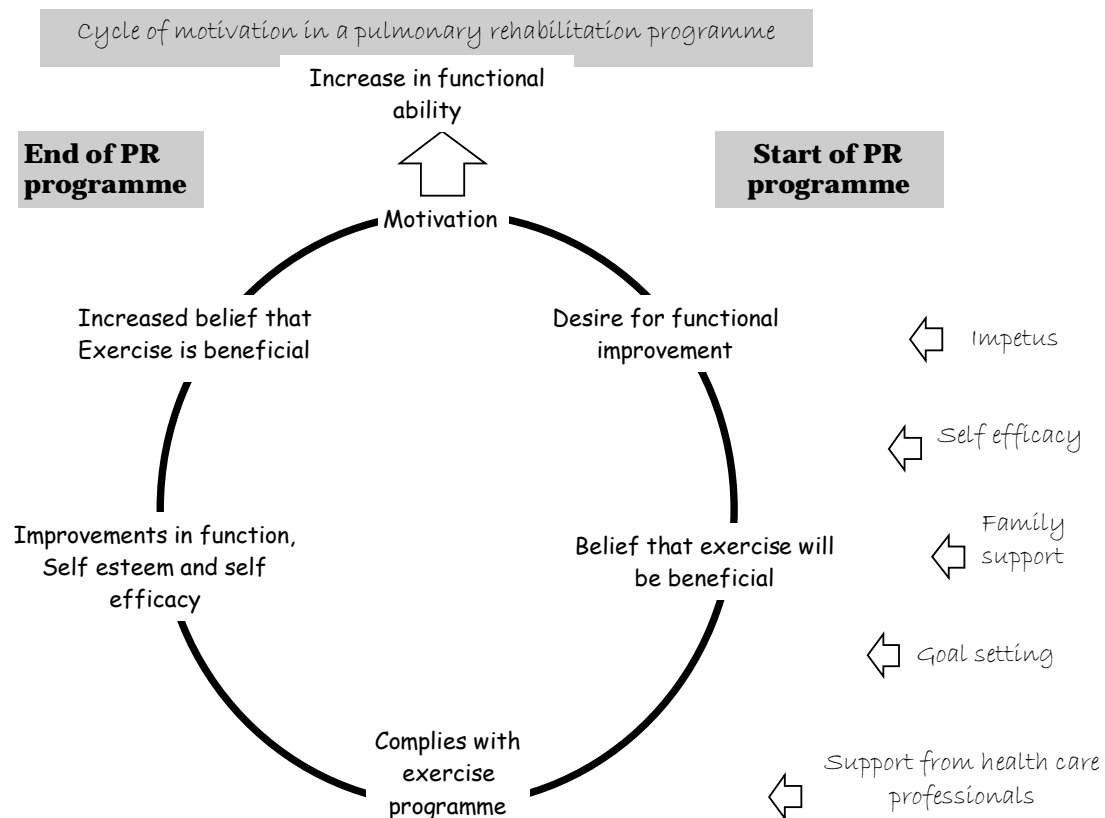 Cycle of motivation in a pulmonary rehabilitation programme
Increase in functional
ability
End of PR
programme
Start of PR
programme
Motivation
Increased belief that
Exercise is beneficial
Desire for functional
improvement
Impetus
Self efficacy
Improvements in function,
Self esteem and self
efficacy
Belief that exercise will
be beneficial
Family
support
Goal setting
Complies with
exercise
programme
Support from health care
professionals